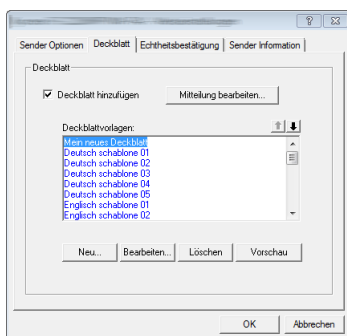 Sender Optionen Deckblatt Echtheitsbestätigung Sender Information
Deckblatt
Deckblatt hinzufügen Mitteilung bearbeiten...
Deckblattvorlagen:
Mein neues Deckblatt
Deutsch schablone 01
Deutsch schablone 02
Deutsch schablone 03
Deutsch schablone 04
Deutsch schablone 05
Englisch schablone 01
Englisch schablone 02
Neu... Bearbeiten... Löschen Vorschau
OK Abbrechen